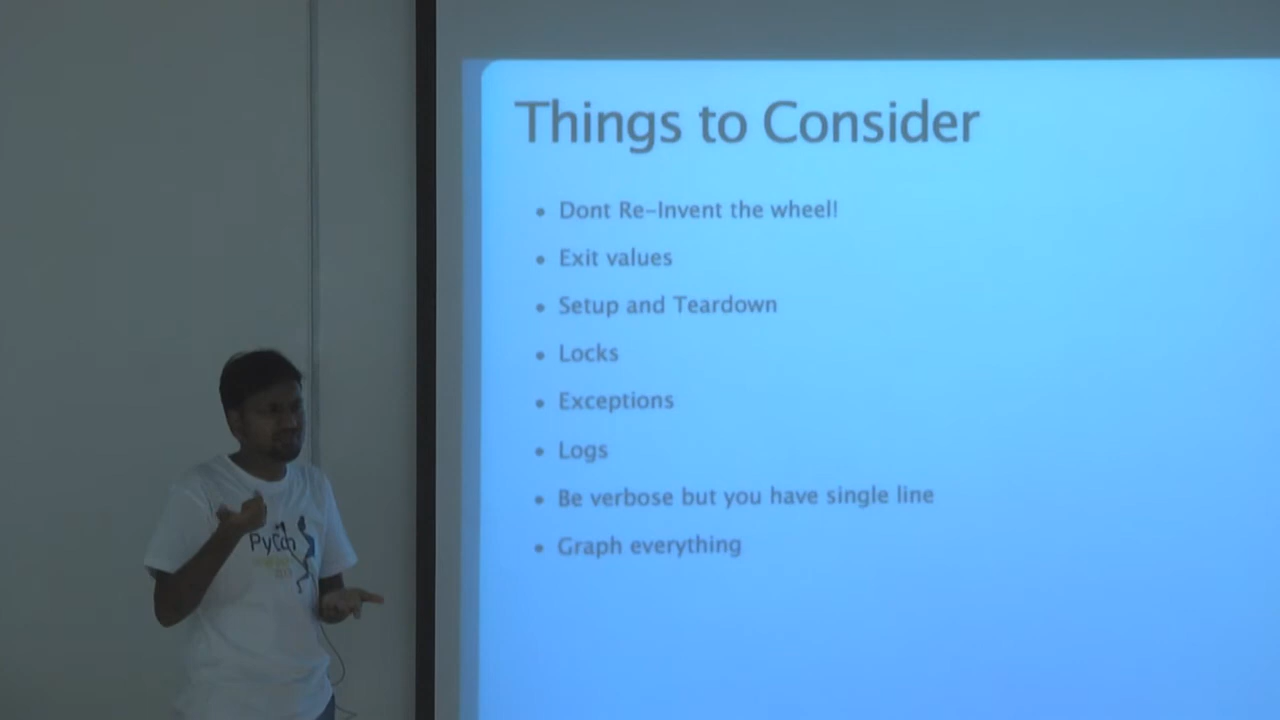 Things to Consider
Dont Re-Invent the wheel!
Exit values
Setup and Teardown
Locks
Exceptions
Logs
Be verbose but you have single line
Graph everything
PyCon